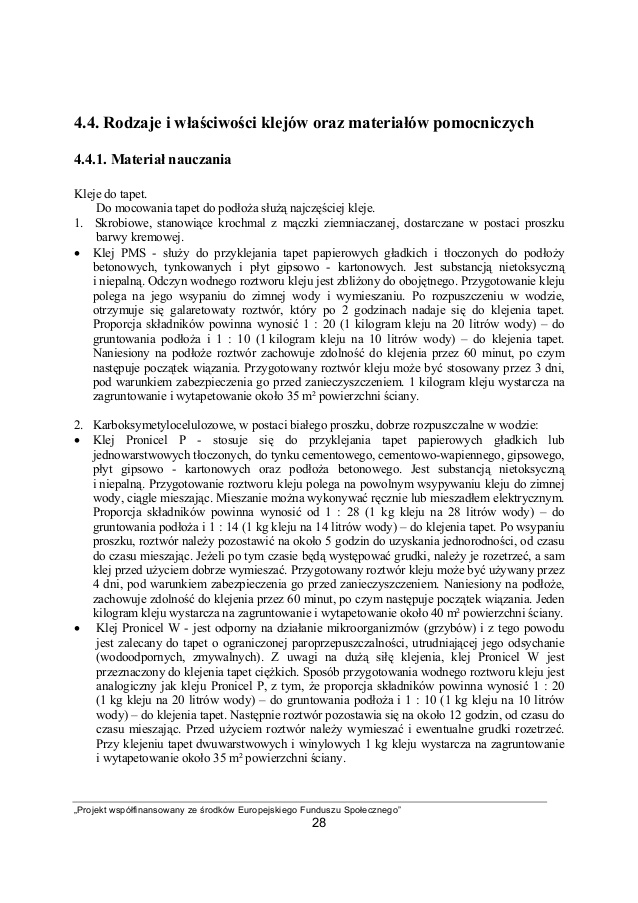 4.4. Rodzaje i właściwości klejów oraz materiałów pomocniczych
4.4.1. Materiał nauczania
Kleje do tapet.
Do mocowania tapet do podłoża służą najczęściej kleje.
1. Skrobiowe, stanowiące krochmal z mączki ziemniaczanej, dostarczane w postaci proszku
barwy kremowej.
• Klej PMS - służy do przyklejania tapet papierowych gładkich i tłoczonych do podłoży
betonowych, tynkowanych i płyt gipsowo - kartonowych. Jest substancją nietoksyczną
i niepalną. Odczyn wodnego roztworu kleju jest zbliżony do obojętnego. Przygotowanie kleju
polega na jego wsypaniu do zimnej wody i wymieszaniu. Po rozpuszczeniu w wodzie,
otrzymuje się galaretowaty roztwór, który po 2 godzinach nadaje się do klejenia tapet.
Proporcja składników powinna wynosić 1 : 20 (1 kilogram kleju na 20 litrów wody) – do
gruntowania podłoża i 1 : 10 (1 kilogram kleju na 10 litrów wody) – do klejenia tapet.
Naniesiony na podłoże roztwór zachowuje zdolność do klejenia przez 60 minut, po czym
następuje początek wiązania. Przygotowany roztwór kleju może być stosowany przez 3 dni,
pod warunkiem zabezpieczenia go przed zanieczyszczeniem. 1 kilogram kleju wystarcza na
zagruntowanie i wytapetowanie około 35 m² powierzchni ściany.
2. Karboksymetylocelulozowe, w postaci białego proszku, dobrze rozpuszczalne w wodzie:
• Klej Pronicel P - stosuje się do przyklejania tapet papierowych gładkich lub
jednowarstwowych tłoczonych, do tynku cementowego, cementowo-wapiennego, gipsowego,
płyt gipsowo - kartonowych oraz podłoża betonowego. Jest substancją nietoksyczną
i niepalną. Przygotowanie roztworu kleju polega na powolnym wsypywaniu kleju do zimnej
wody, ciągle mieszając. Mieszanie można wykonywać ręcznie lub mieszadłem elektrycznym.
Proporcja składników powinna wynosić od 1 : 28 (1 kg kleju na 28 litrów wody) – do
gruntowania podłoża i 1 : 14 (1 kg kleju na 14 litrów wody) – do klejenia tapet. Po wsypaniu
proszku, roztwór należy pozostawić na około 5 godzin do uzyskania jednorodności, od czasu
do czasu mieszając. Jeżeli po tym czasie będą występować grudki, należy je rozetrzeć, a sam
klej przed użyciem dobrze wymieszać. Przygotowany roztwór kleju może być używany przez
4 dni, pod warunkiem zabezpieczenia go przed zanieczyszczeniem. Naniesiony na podłoże,
zachowuje zdolność do klejenia przez 60 minut, po czym następuje początek wiązania. Jeden
kilogram kleju wystarcza na zagruntowanie i wytapetowanie około 40 m² powierzchni ściany.
• Klej Pronicel W - jest odporny na działanie mikroorganizmów (grzybów) i z tego powodu
jest zalecany do tapet o ograniczonej paroprzepuszczalności, utrudniającej jego odsychanie
(wodoodpornych, zmywalnych). Z uwagi na dużą siłę klejenia, klej Pronicel W jest
przeznaczony do klejenia tapet ciężkich. Sposób przygotowania wodnego roztworu kleju jest
analogiczny jak kleju Pronicel P, z tym, że proporcja składników powinna wynosić 1 : 20
(1 kg kleju na 20 litrów wody) – do gruntowania podłoża i 1 : 10 (1 kg kleju na 10 litrów
wody) – do klejenia tapet. Następnie roztwór pozostawia się na około 12 godzin, od czasu do
czasu mieszając. Przed użyciem roztwór należy wymieszać i ewentualne grudki rozetrzeć.
Przy klejeniu tapet dwuwarstwowych i winylowych 1 kg kleju wystarcza na zagruntowanie
i wytapetowanie około 35 m² powierzchni ściany.
„Projekt współfinansowany ze środków Europejskiego Funduszu Społecznego”
28